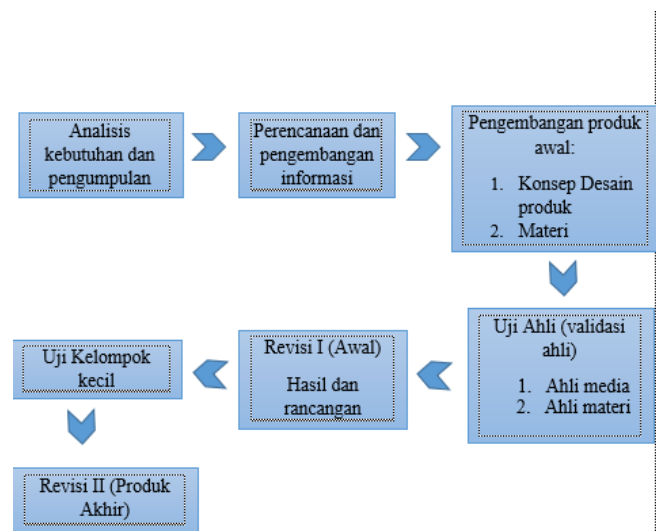 Analisis
kebutuhan dan
pengumpulan
Perencanaan dan
pengembangan
informasi
Pengembangan produk
awal:
1. Konsep Desain
produk
2. Materi
Uji Ahli (validasi
ahli)
1. Ahli media
2. Ahli materi
Revisi I (Awal)
Hasil dan
rancangan
Uji Kelompok
kecil
Revisi II (Produk
Akhir)